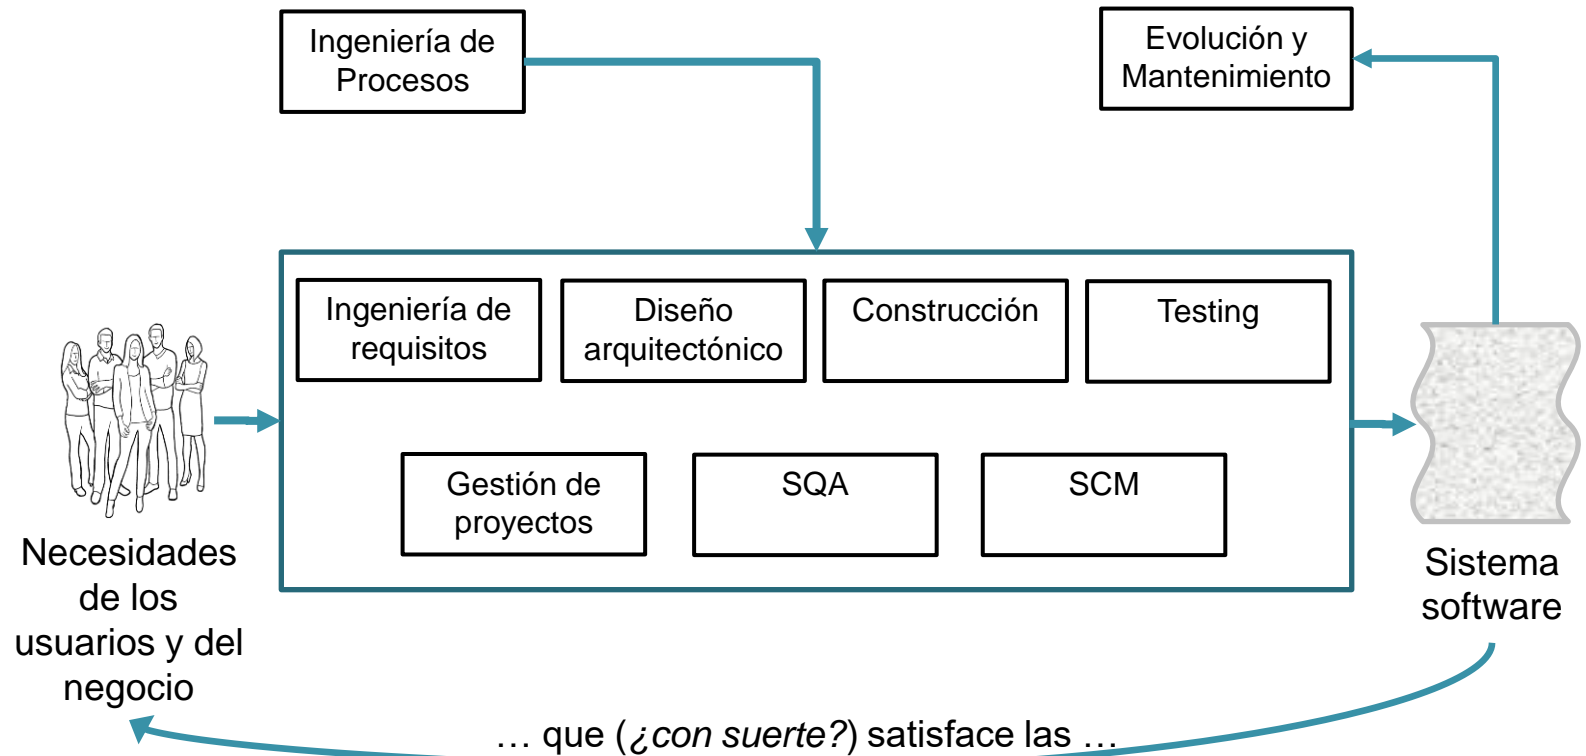 Ingeniería de
Procesos
Evolución y
Mantenimiento
Ingeniería de
requisitos
Diseño
arquitectónico
Construcción
Testing
Gestión de
proyectos
SQA
SCM
Necesidades
de los
usuarios y del
negocio
Sistema
software
… que (¿con suerte?) satisface las …